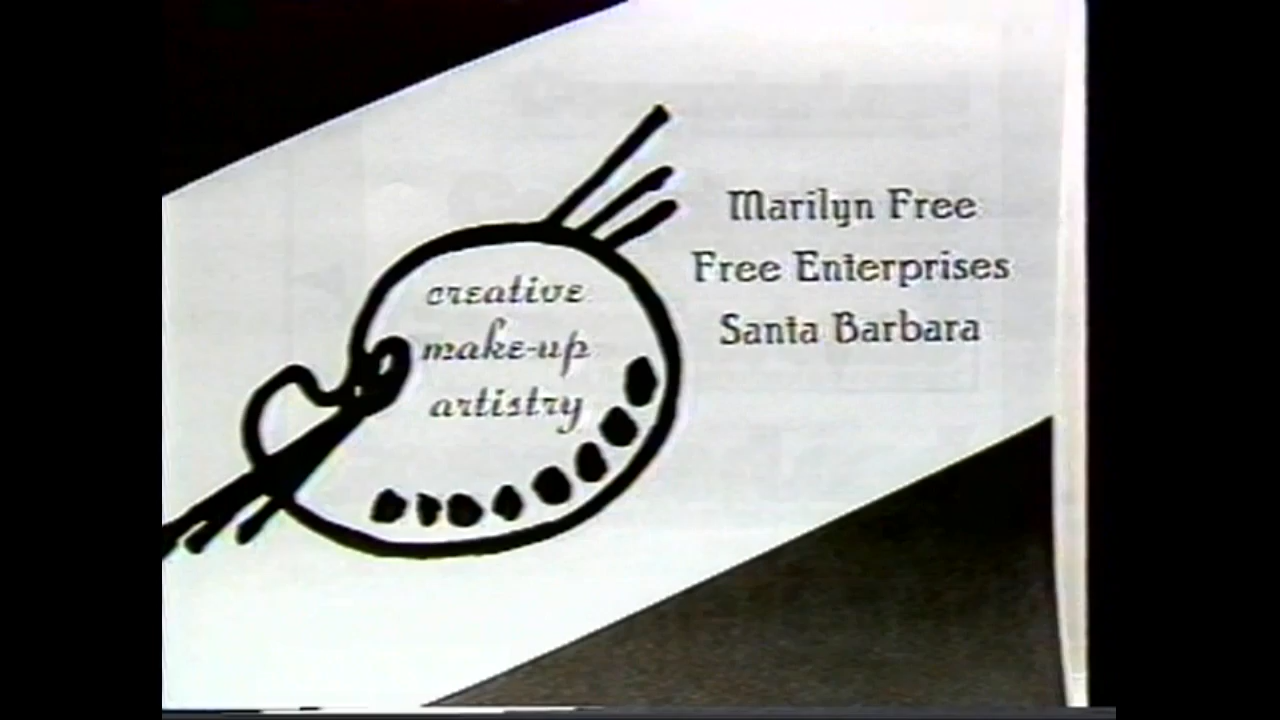 creative
make-up
artistry
Marilyn Free
Free Enterprises
Santa Barbara